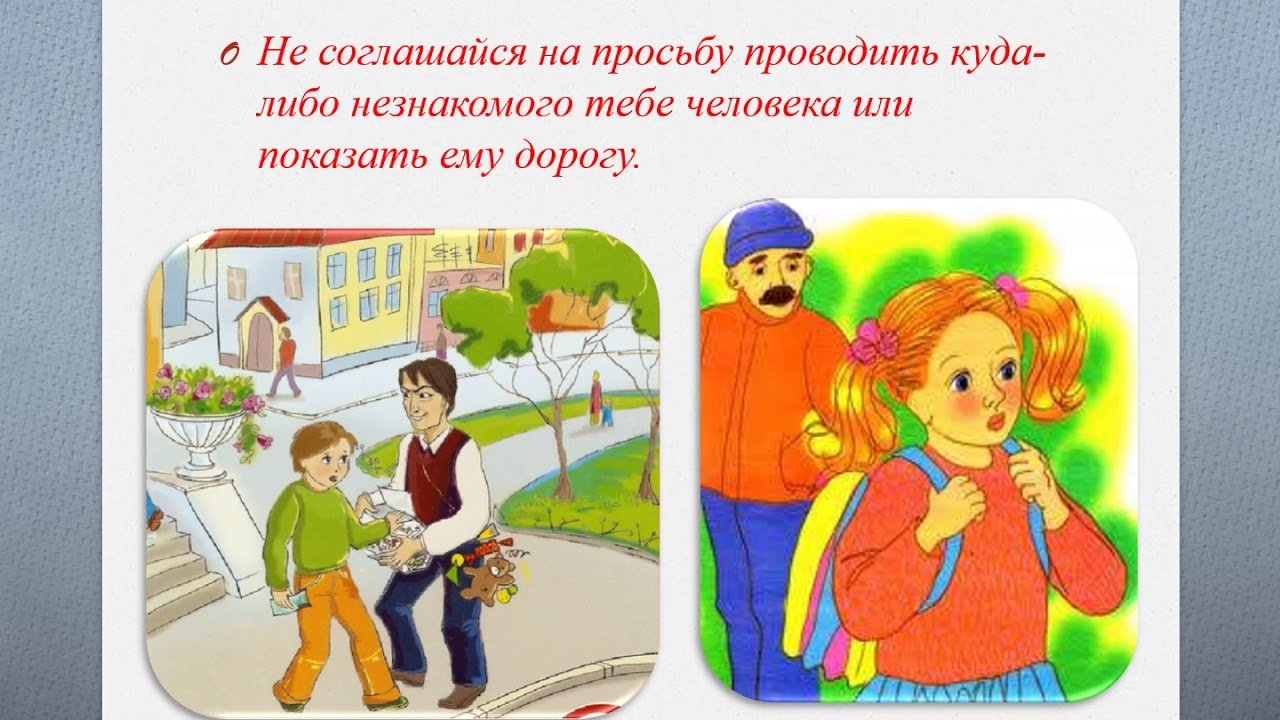 Не соглашайся на просьбу проводить куда-
либо незнакомого тебе человека или
показать ему дорогу.